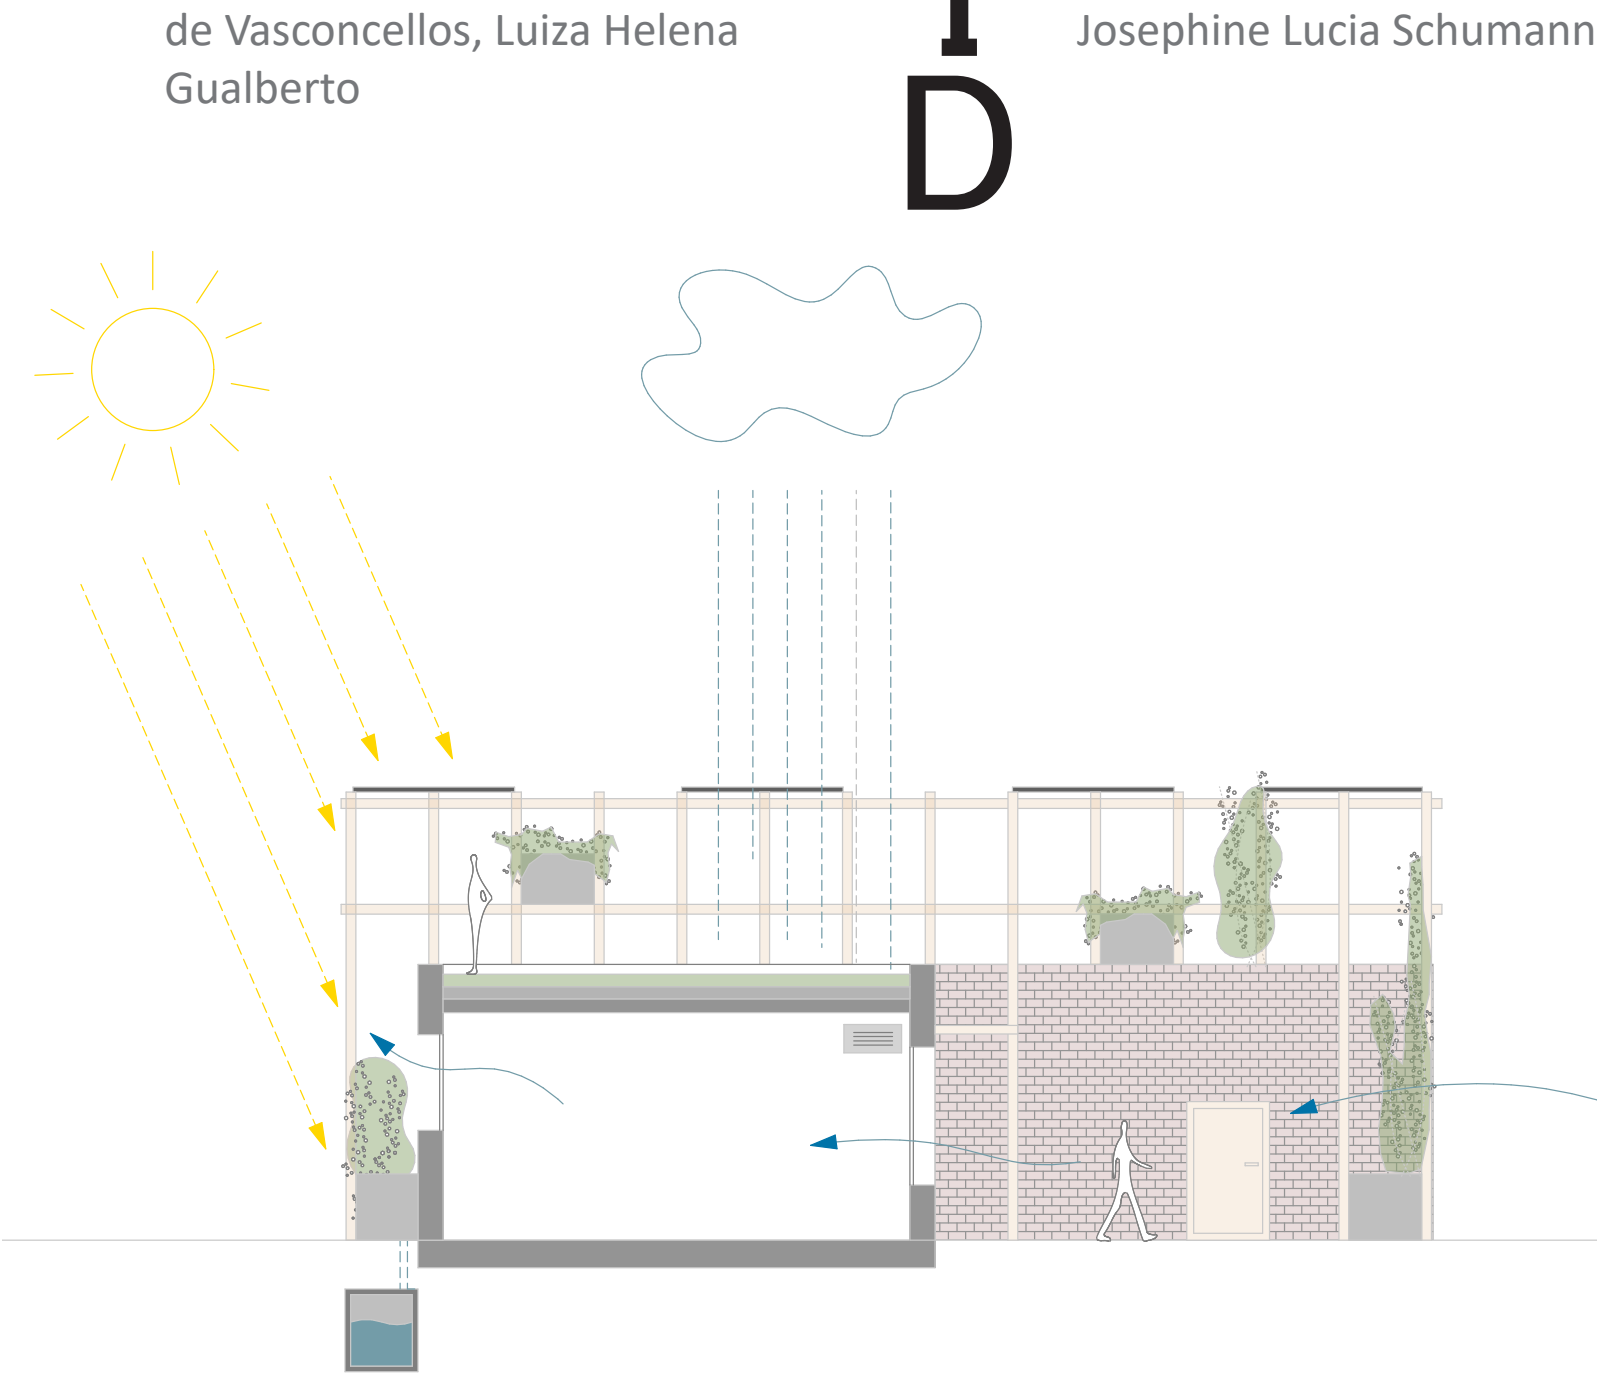 de Vasconcellos, Luiza Helena
Gualberto
D
Josephine Lucia Schumann